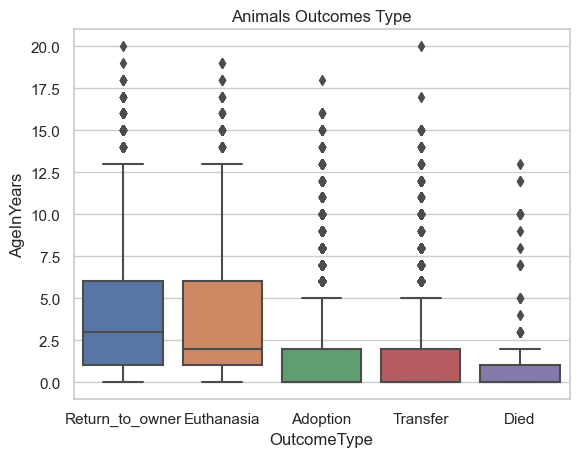 Animals Outcomes Type
20.0
17.5
15.0
12.5
10.0
7.5
5.0
2.5
0.0
AgeInYears
Return_to_owner Euthanasia Adoption Transfer Died
OutcomeType